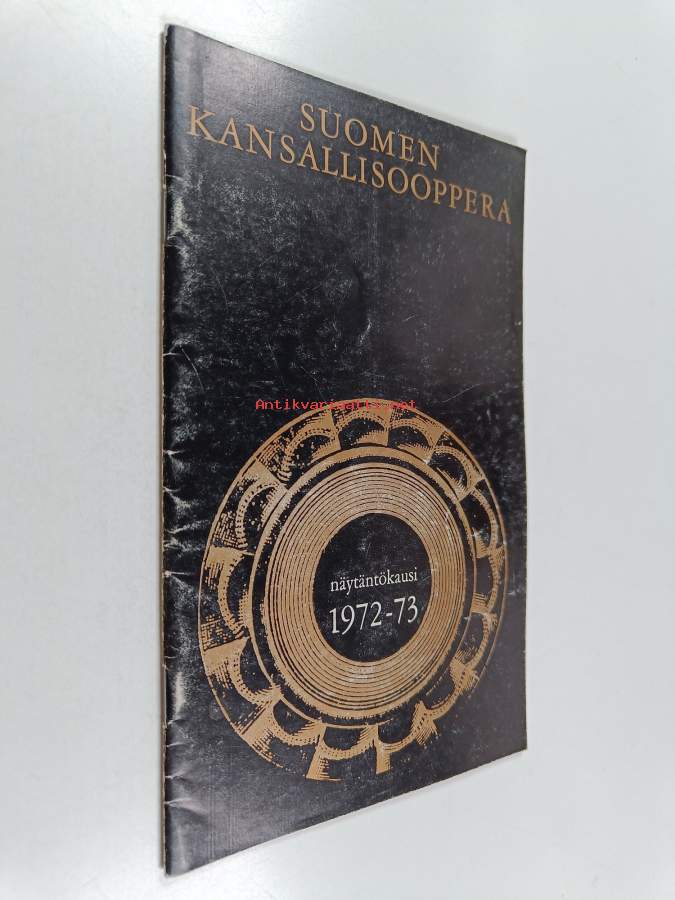 SUOMEN
KANSALLISOOPPERA
Antikvariaatti.net
näytäntökausi
1972-73